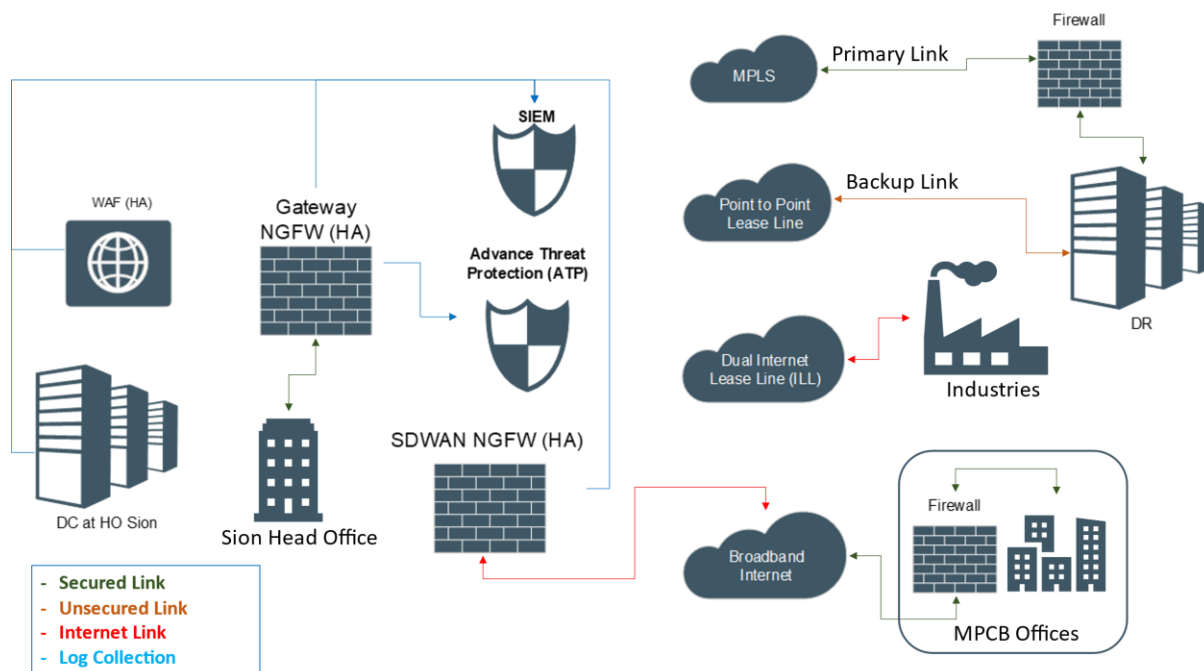 Firewall
Primary Link
MPLS
SIEM
WAF (HA)
Gateway
NGFW (HA)
Backup Link
Point to Point
Lease Line
Advance Threat
Protection (ATP)
DR
Dual Internet
Lease Line (ILL)
Industries
SDWAN NGFW (HA)
DC at HO Sion
Sion Head Office
Firewall
Broadband
Internet
MPCB Offices
- Secured Link
- Unsecured Link
- Internet Link
- Log Collection